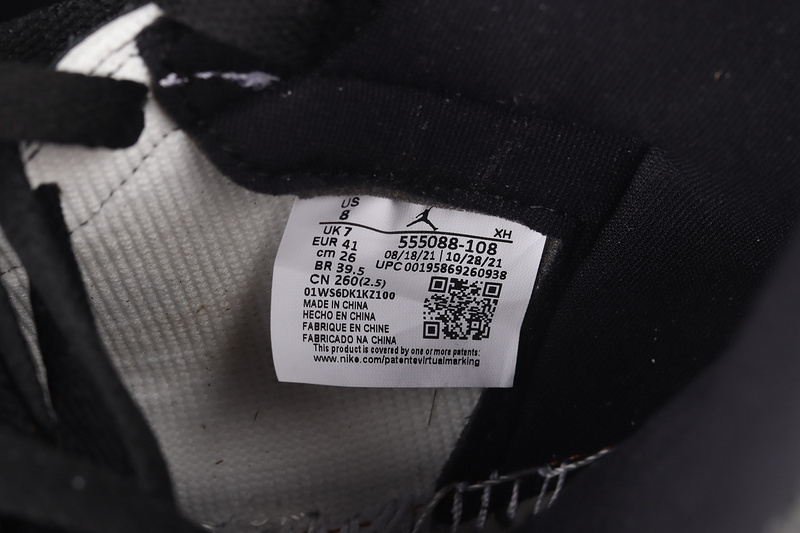 US
8
UK 7
EUR 41
cm 26
BR 39.5
CN 260(2.5)
01WS6DK1KZ100
MADE IN CHINA
HECHO EN CHINA
FABRIQUE EN CHINE
FABRICADO NA CHINA
XH
555088-108
08/18/21 | 10/28/21
UPC 00195869260938
This product is covered by one or more patents:
www.nike.com/patentsvirtualmarking